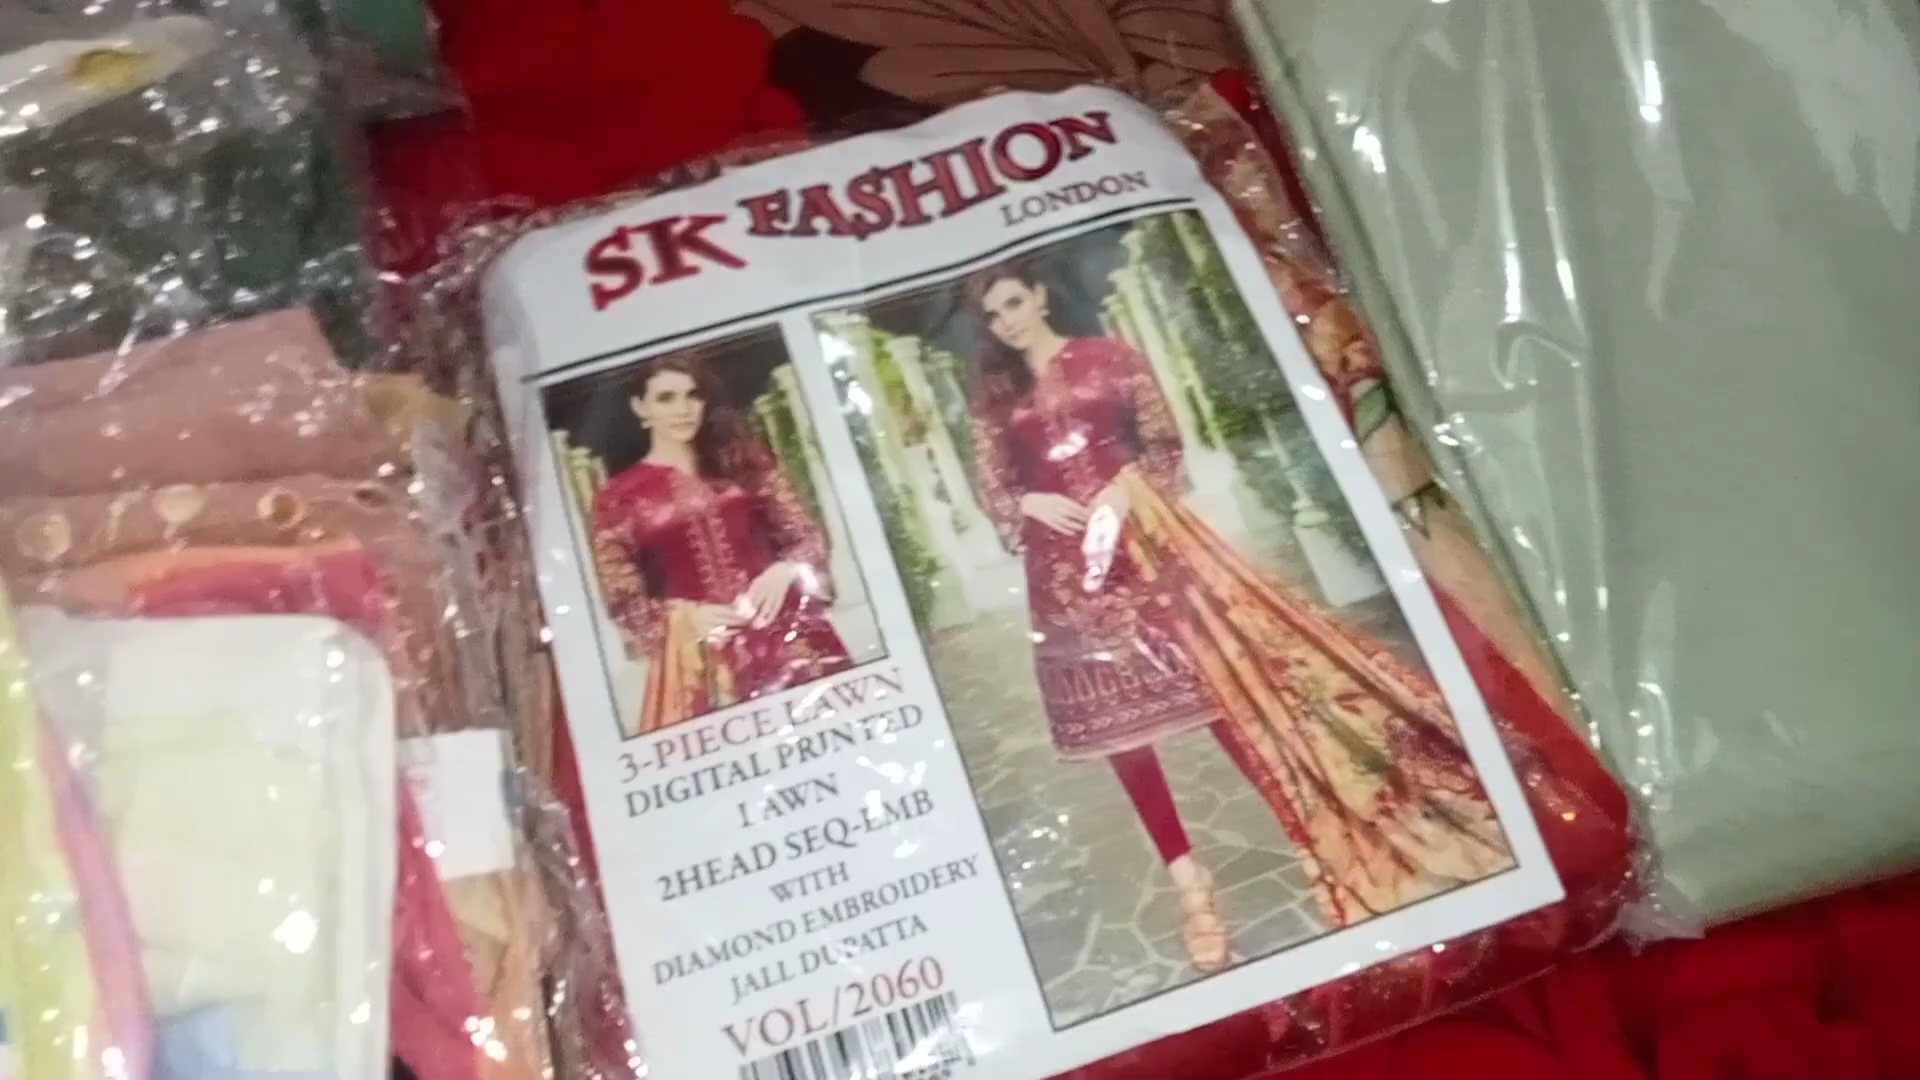 SK FASHION
LONDON
3-PIECE LAWN
DIGITAL PRINTED
LAWN
2HEAD SEQ-EMB
WITH
DIAMOND EMBROIDERY
JALL DUPATTA
VOL/2060